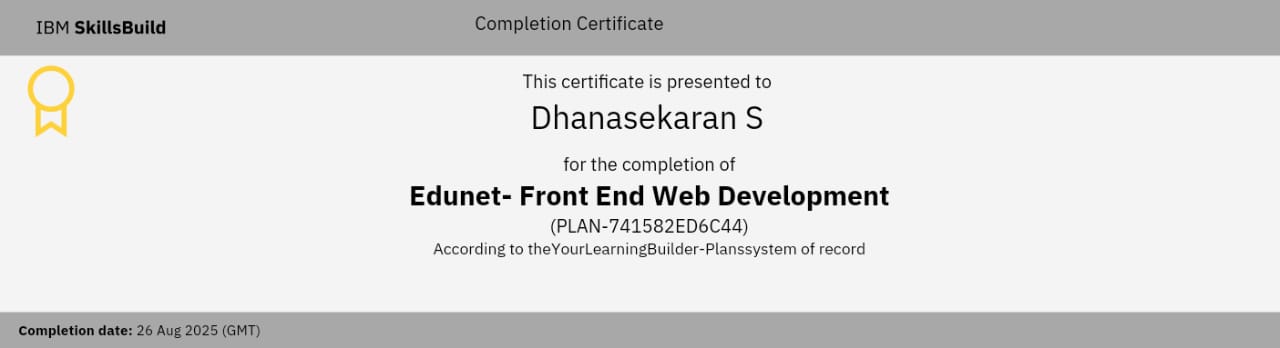 IBM SkillsBuild
Completion Certificate
This certificate is presented to
Dhanasekaran S
for the completion of
Edunet- Front End Web Development
(PLAN-741582ED6C44)
According to theYourLearningBuilder-Planssystem of record
Completion date: 26 Aug 2025 (GMT)